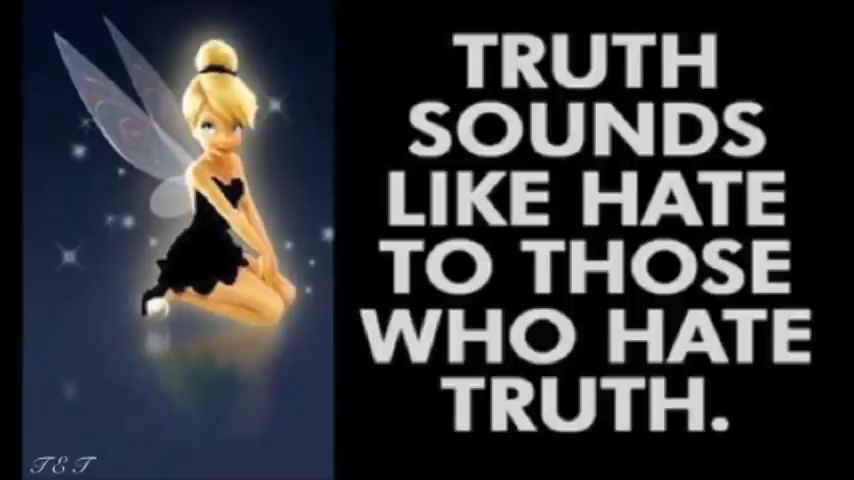 TRUTH
SOUNDS
LIKE HATE
TO THOSE
WHO HATE
TRUTH.
T&T